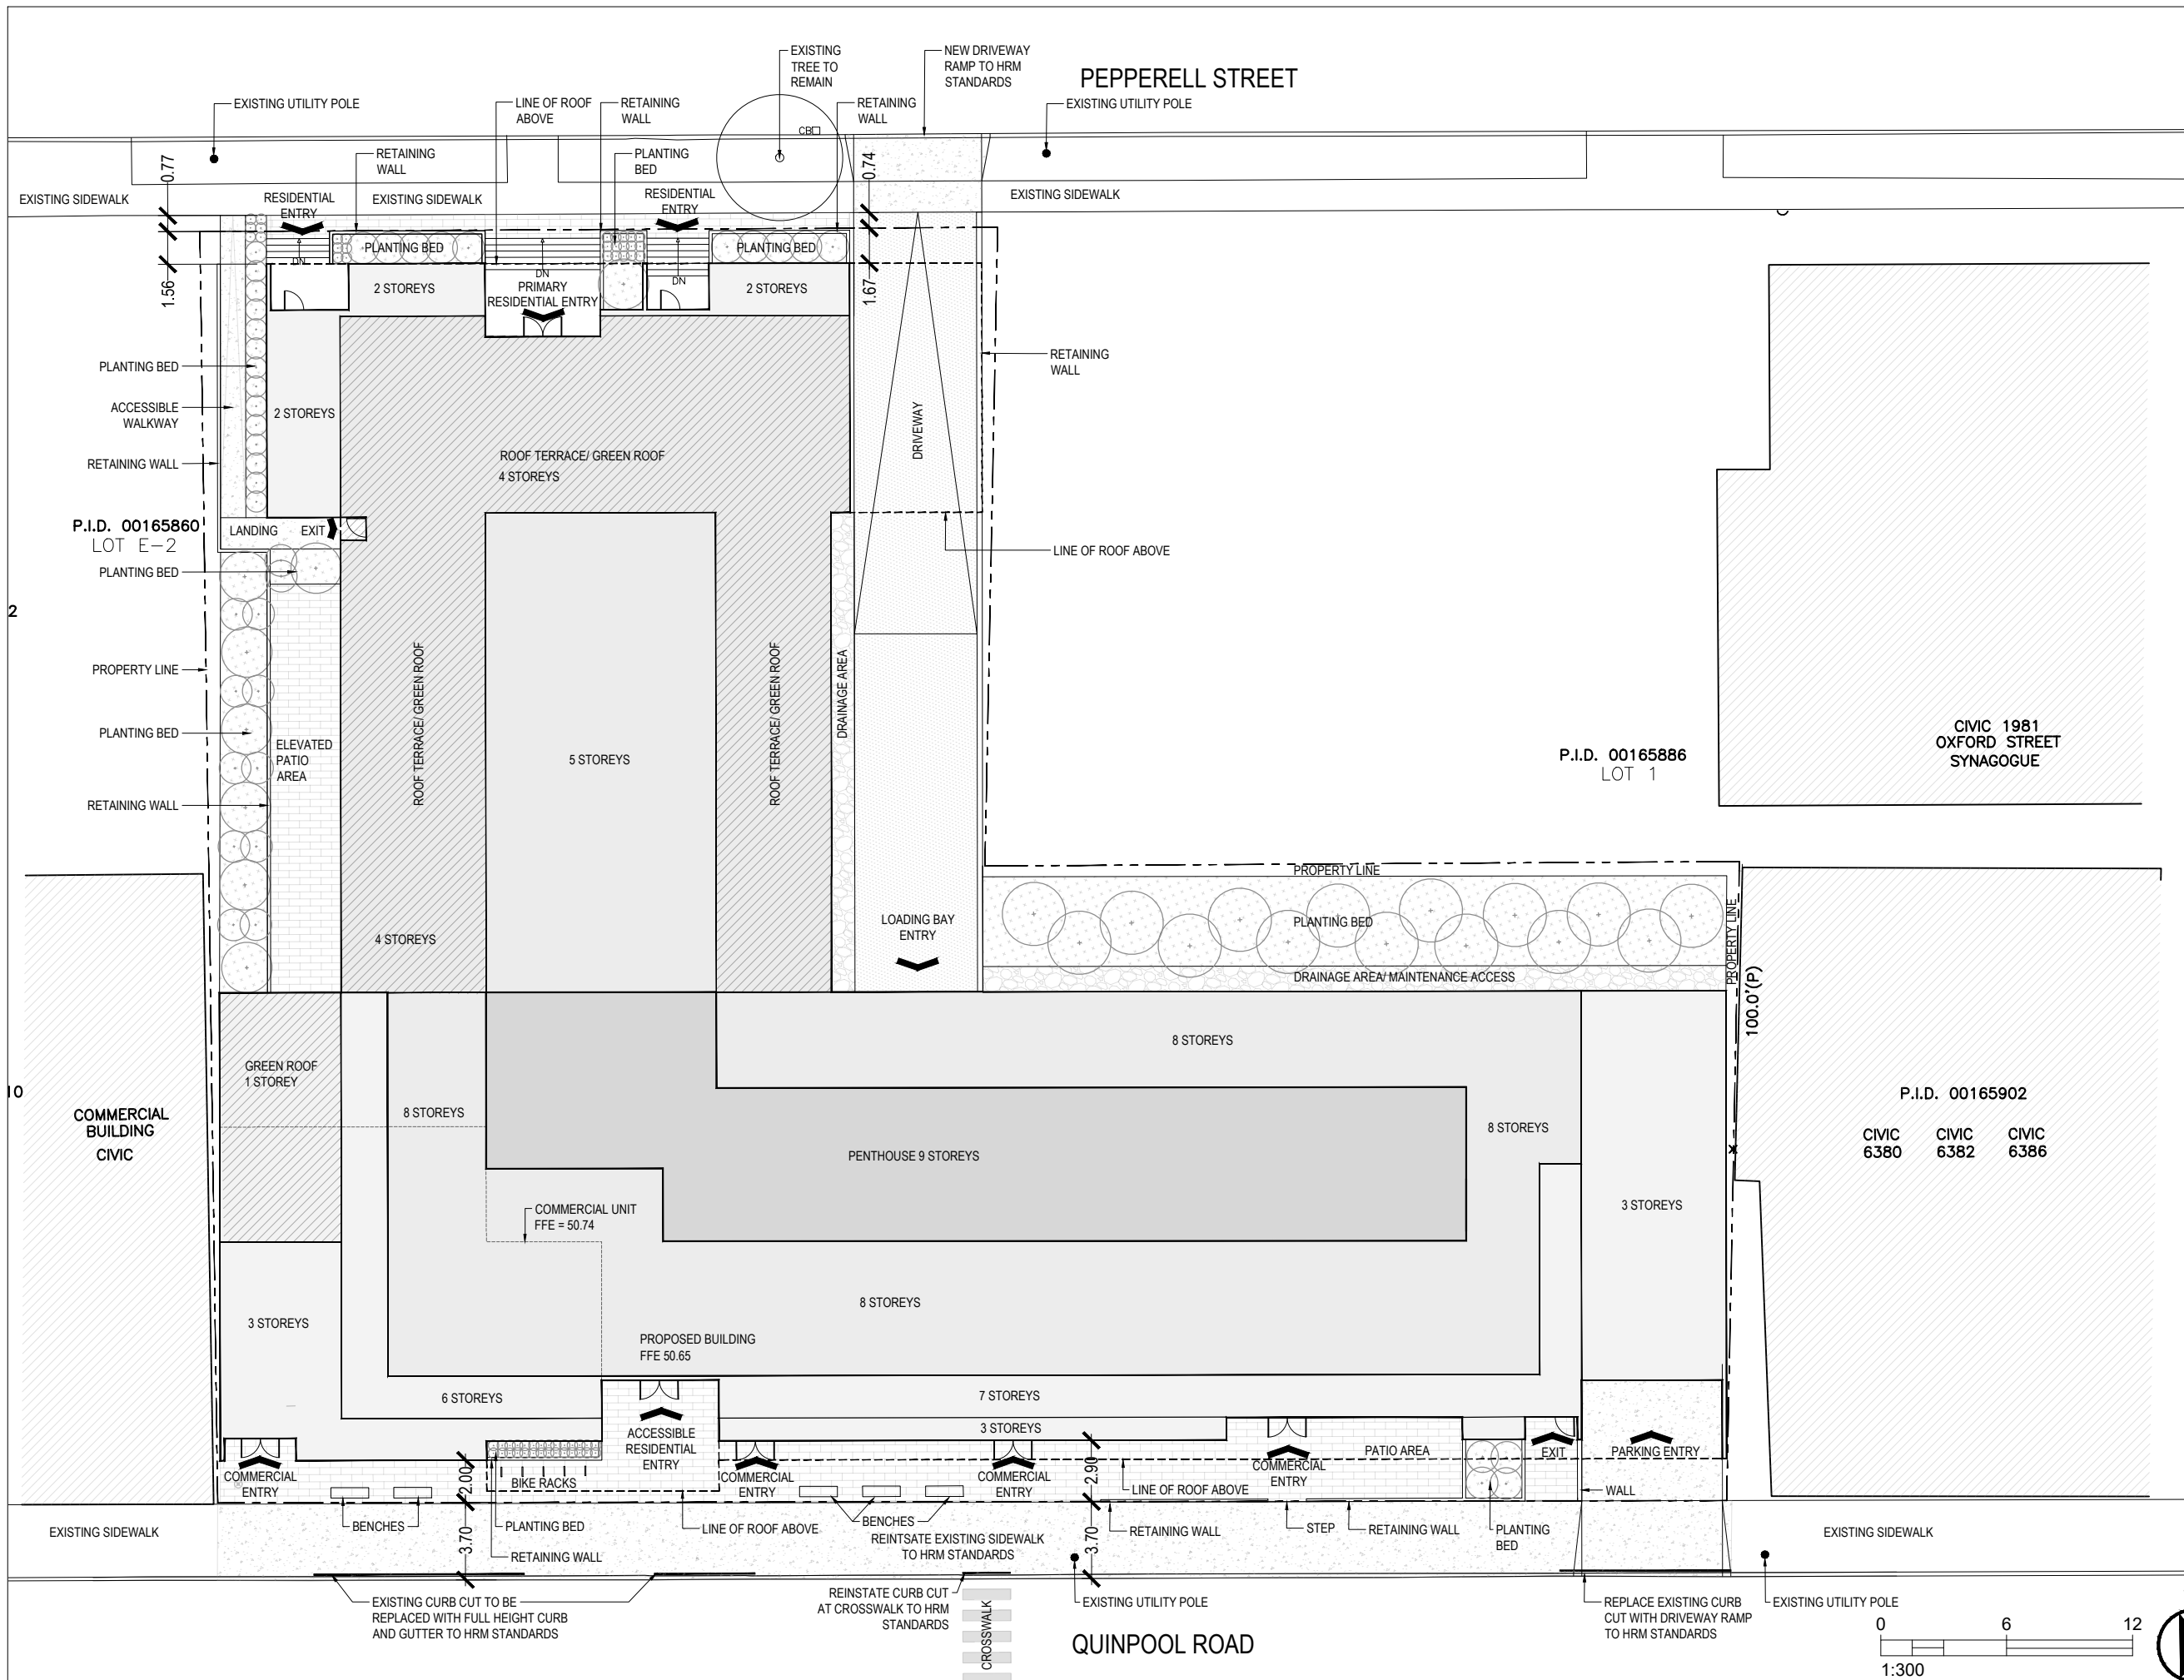 EXISTING
TREE TO
REMAIN
NEW DRIVEWAY
RAMP TO HRM
STANDARDS
PEPPERELL STREET
EXISTING UTILITY POLE
LINE OF ROOF
ABOVE
RETAINING
WALL
RETAINING
WALL
EXISTING UTILITY POLE
CB
RETAINING
WALL
PLANTING
BED
0.77
0.74
EXISTING SIDEWALK
RESIDENTIAL
ENTRY
EXISTING SIDEWALK
RESIDENTIAL
ENTRY
EXISTING SIDEWALK
PLANTING BED
PLANTING BED
DN
DN
DN
1.56
1.67
2 STOREYS
PRIMARY
RESIDENTIAL ENTRY
2 STOREYS
PLANTING BED
RETAINING
WALL
ACCESSIBLE
WALKWAY
2 STOREYS
DRIVEWAY
RETAINING WALL
ROOF TERRACE/ GREEN ROOF
4 STOREYS
P.I.D. 00165860
LOT E-2
LANDING
EXIT
LINE OF ROOF ABOVE
PLANTING BED
2
PROPERTY LINE
ROOF TERRACE/ GREEN ROOF
ROOF TERRACE/ GREEN ROOF
DRAINAGE AREA
PLANTING BED
ELEVATED
PATIO
AREA
5 STOREYS
P.I.D. 00165886
LOT 1
CIVIC 1981
OXFORD STREET
SYNAGOGUE
RETAINING WALL
PROPERTY LINE
4 STOREYS
LOADING BAY
ENTRY
PLANTING BED
PROPERTY LINE
DRAINAGE AREA/ MAINTENANCE ACCESS
100.0'(P)
8 STOREYS
GREEN ROOF
1 STOREY
10
COMMERCIAL
BUILDING
CIVIC
8 STOREYS
8 STOREYS
P.I.D. 00165902
CIVIC
6380
CIVIC
6382
CIVIC
6386
X
PENTHOUSE 9 STOREYS
COMMERCIAL UNIT
FFE = 50.74
3 STOREYS
8 STOREYS
3 STOREYS
PROPOSED BUILDING
FFE 50.65
6 STOREYS
7 STOREYS
3 STOREYS
ACCESSIBLE
RESIDENTIAL
ENTRY
PATIO AREA
EXIT
PARKING ENTRY
COMMERCIAL
ENTRY
2.00
BIKE RACKS
COMMERCIAL
ENTRY
COMMERCIAL
ENTRY
2.90
COMMERCIAL
ENTRY
LINE OF ROOF ABOVE
WALL
EXISTING SIDEWALK
BENCHES
3.70
PLANTING BED
LINE OF ROOF ABOVE
BENCHES
REINTSATE EXISTING SIDEWALK
TO HRM STANDARDS
3.70
RETAINING WALL
STEP
RETAINING WALL
PLANTING
BED
EXISTING SIDEWALK
RETAINING WALL
EXISTING CURB CUT TO BE
REPLACED WITH FULL HEIGHT CURB
AND GUTTER TO HRM STANDARDS
REINSTATE CURB CUT
AT CROSSWALK TO HRM
STANDARDS
CROSSWALK
EXISTING UTILITY POLE
QUINPOOL ROAD
REPLACE EXISTING CURB
CUT WITH DRIVEWAY RAMP
TO HRM STANDARDS
EXISTING UTILITY POLE
0
6
12
1:300